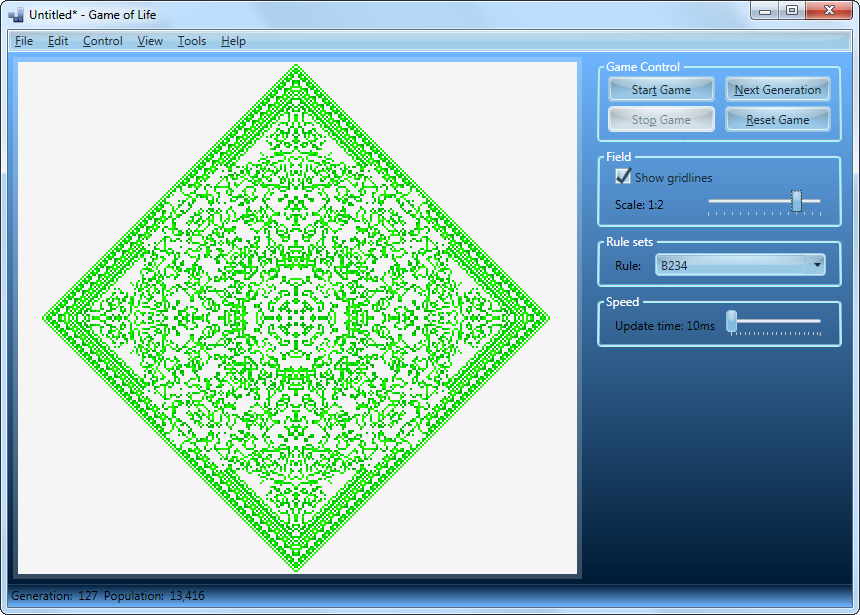 Untitled* - Game of Life
File Edit Control View Tools Help
Game Control
Start Game Next Generation
Stop Game Reset Game
Field
Show gridlines
Scale: 1:2
Rule sets
Rule: B234
Speed
Update time: 10ms
Generation: 127 Population: 13,416